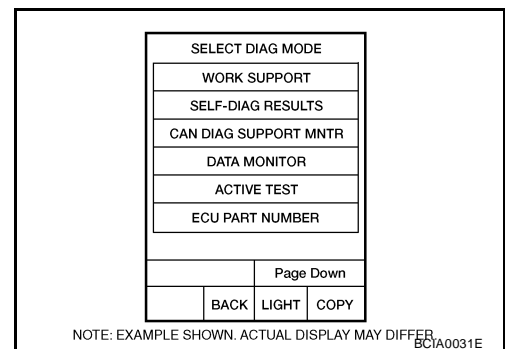 SELECT DIAG MODE
WORK SUPPORT
SELF-DIAG RESULTS
CAN DIAG SUPPORT MNTR
DATA MONITOR
ACTIVE TEST
ECU PART NUMBER
Page Down
BACK LIGHT COPY
NOTE: EXAMPLE SHOWN. ACTUAL DISPLAY MAY DIFFER.
BCIA0031E